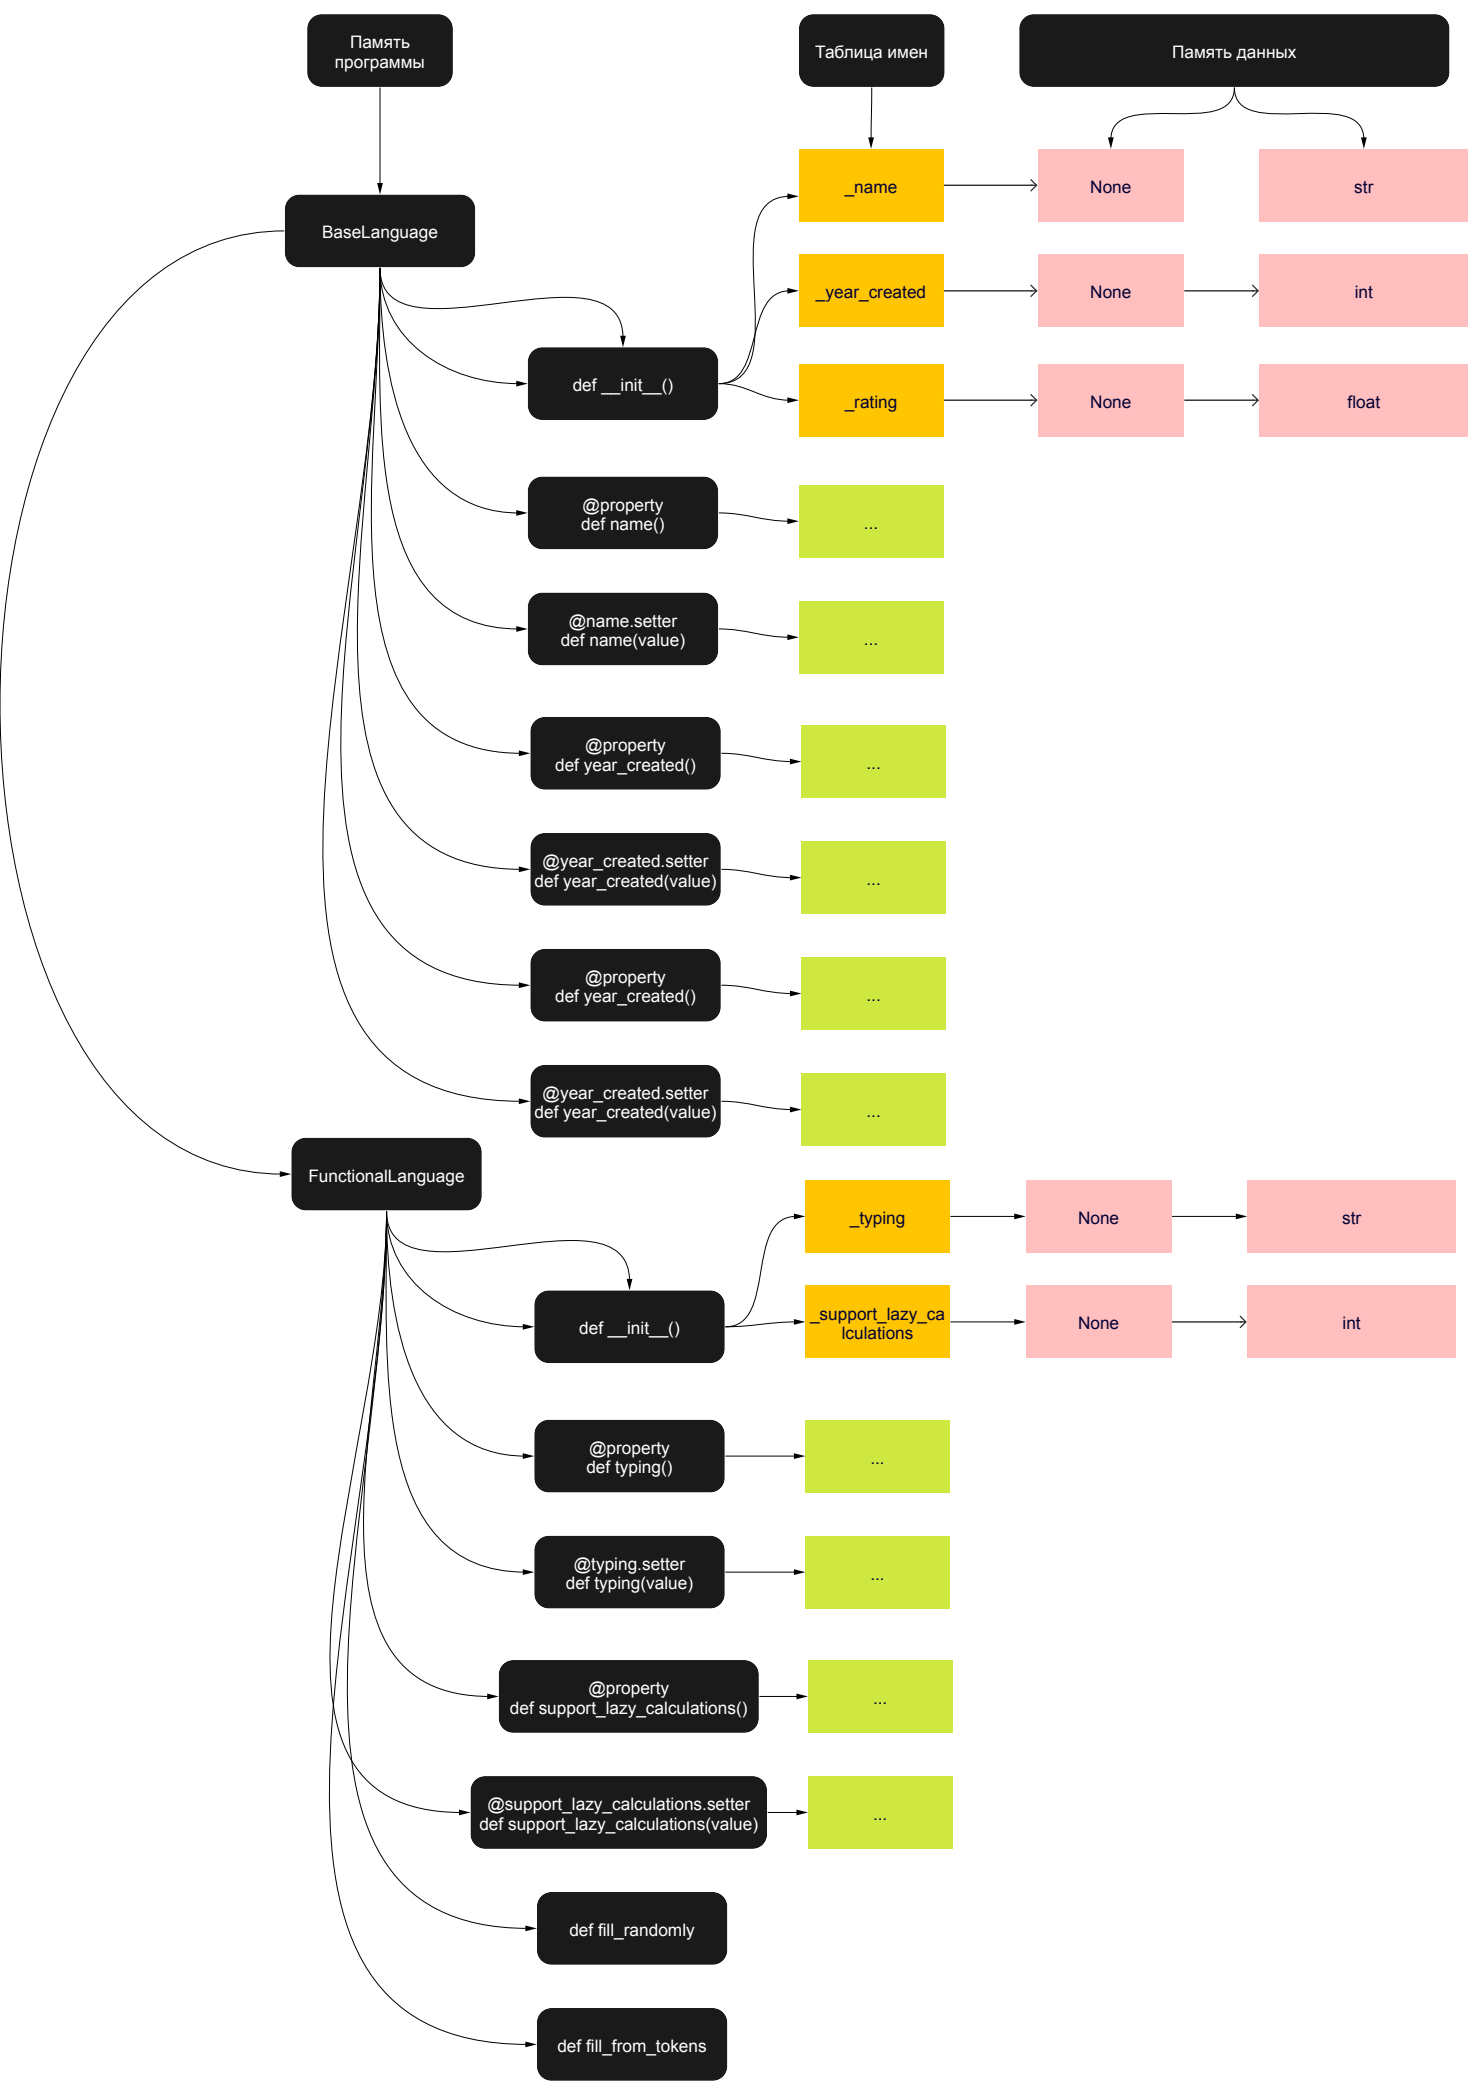 Память
программы
Таблица имен
Память данных
_name
None
str
BaseLanguage
_year_created
None
int
def __init__()
_rating
None
float
@property
def name()
...
@name.setter
def name(value)
...
@property
def year_created()
...
@year_created.setter
def year_created(value)
...
@property
def year_created()
...
@year_created.setter
def year_created(value)
...
FunctionalLanguage
_typing
None
str
def __init__()
_support_lazy_ca
lculations
None
int
@property
def typing()
...
@typing.setter
def typing(value)
...
@property
def support_lazy_calculations()
...
@support_lazy_calculations.setter
def support_lazy_calculations(value)
...
def fill_randomly
def fill_from_tokens